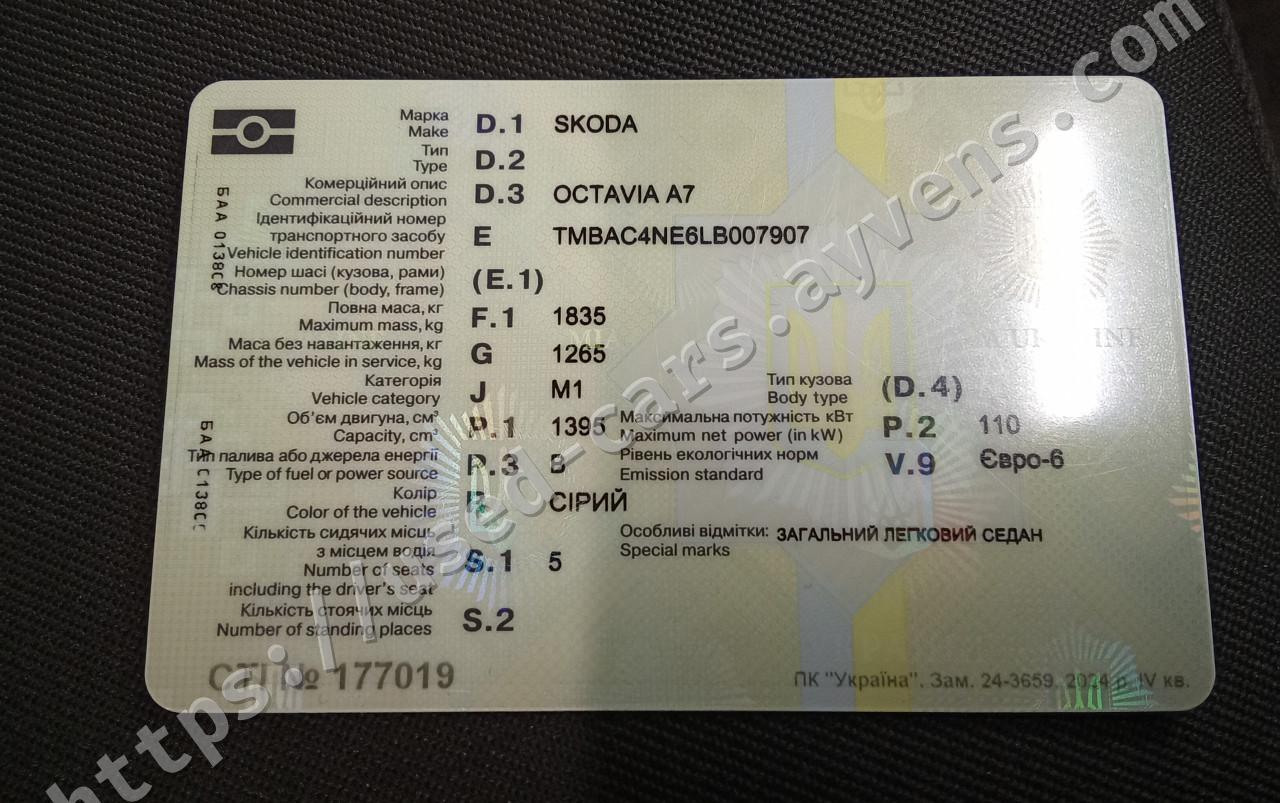 Марка
Make D.1 SKODA
Тип
Type D.2
Комерційний опис
Commercial description D.3 OCTAVIA A7
Ідентифікаційний номер
транспортного засобу E TMBAC4NE6LB007907
Vehicle identification number
Номер шасі (кузова, рами) (E.1)
Chassis number (body, frame)
Повна маса, кг
Maximum mass, kg F.1 1835
Маса без навантаження, кг
Mass of the vehicle in service, kg G 1265
Категорія
Vehicle category J M1
Тип кузова
Body type (D.4)
Об'єм двигуна, см³
Capacity, cm³ P.1 1395
Максимальна потужність кВт
Maximum net power (in kW) P.2 110
Тип палива або джерела енергії
Type of fuel or power source P.3 B
Рівень екологічних норм
Emission standard V.9 Євро-6
Колір
Color of the vehicle R СІРИЙ
Кількість сидячих місць
з місцем водія
Number of seats S.1 5
including the driver's seat
Особливі відмітки: ЗАГАЛЬНИЙ ЛЕГКОВИЙ СЕДАН
Special marks
Кількість стоячих місць
Number of standing places S.2
№ 177019
ПК "Україна". Зам. 24-3659. 2024 р. IV кв.
https://used-cars.ayvens.com